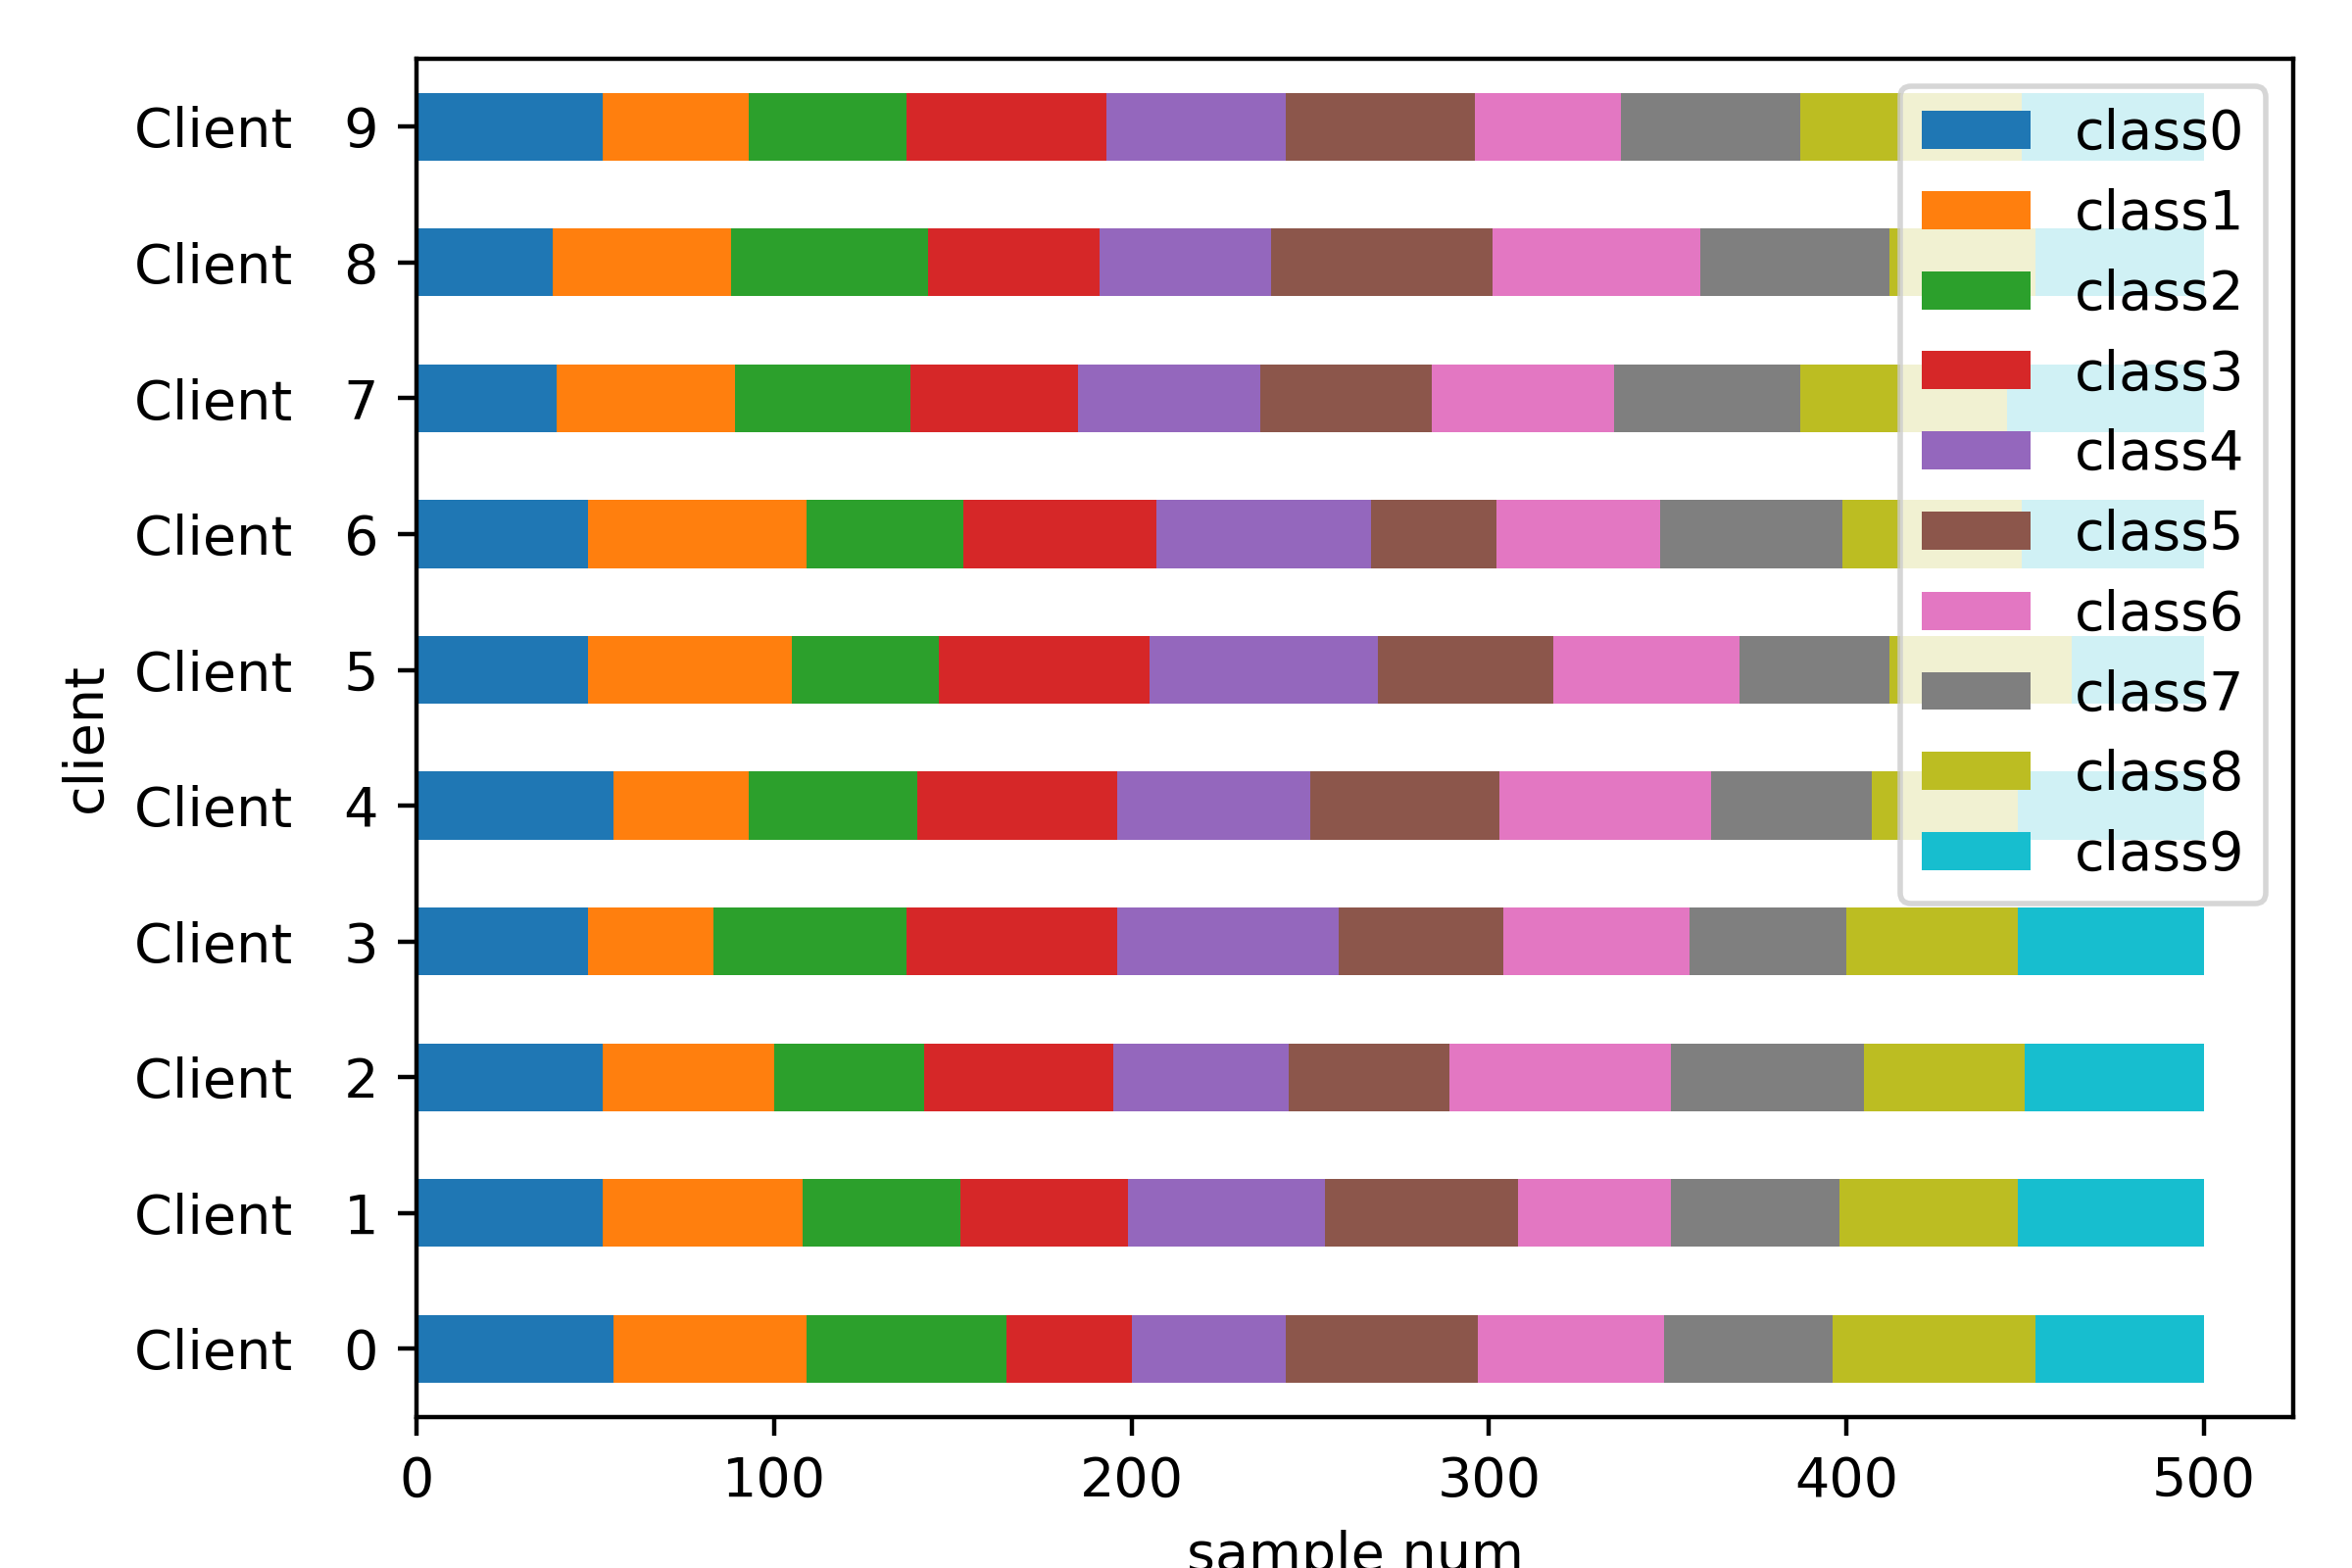 Client 9
Client 8
Client 7
Client 6
Client 5
Client 4
Client 3
Client 2
Client 1
Client 0
client
0 100 200 300 400 500
sample num
class0
class1
class2
class3
class4
class5
class6
class7
class8
class9